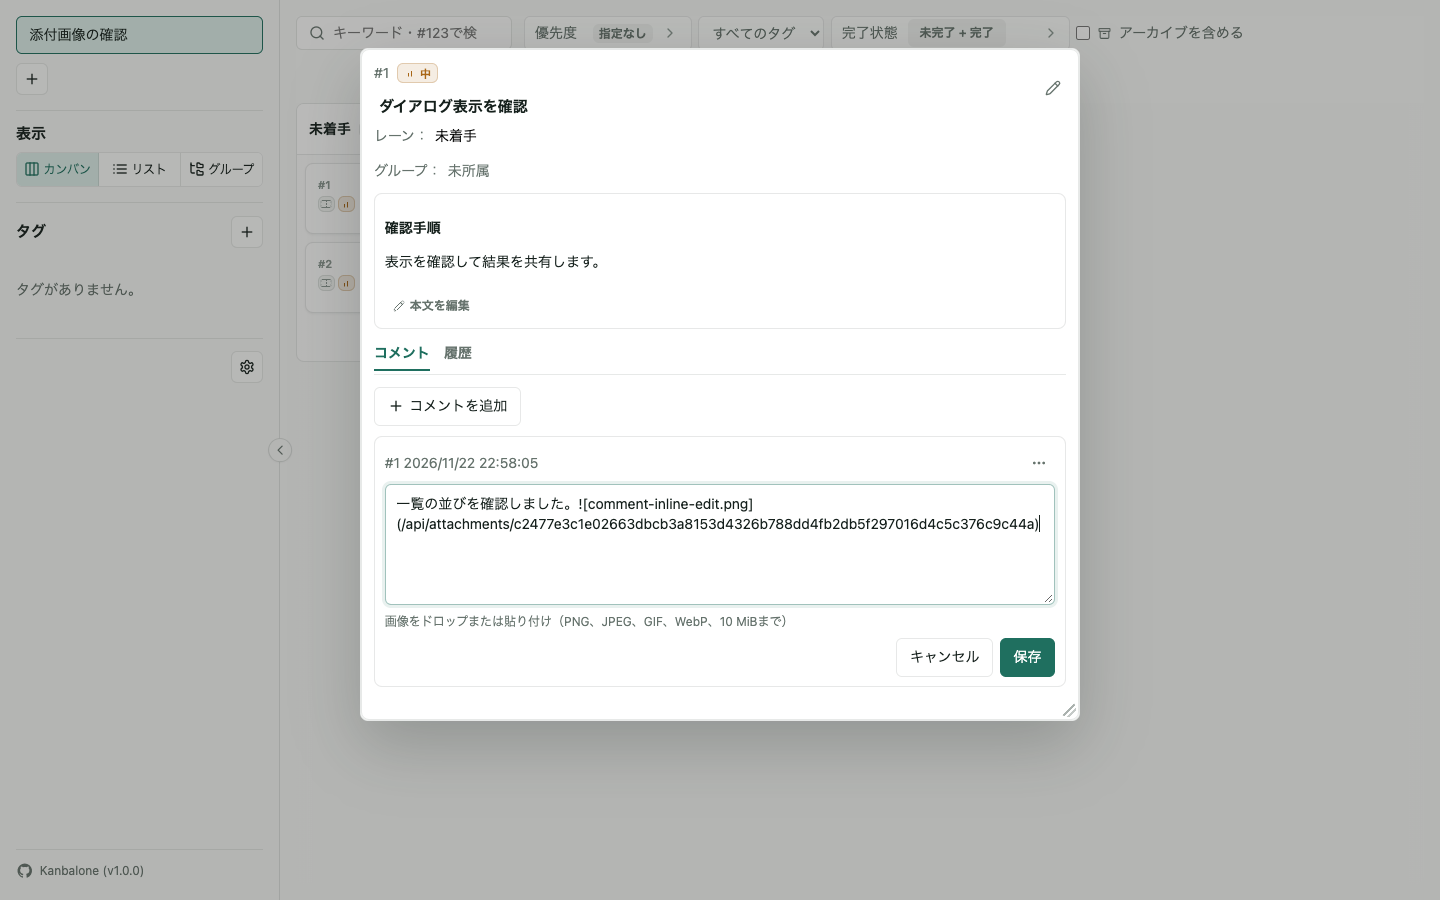 添付画像の確認
表示
カンバン
リスト
グループ
タグ
タグがありません。
Kanbalone (v1.0.0)
キーワード・#123で検
優先度 指定なし
すべてのタグ
完了状態 未完了 + 完了
アーカイブを含める
未着手
#1
#2
#1 中
ダイアログ表示を確認
レーン： 未着手
グループ： 未所属
確認手順
表示を確認して結果を共有します。
本文を編集
コメント 履歴
コメントを追加
#1 2026/11/22 22:58:05
一覧の並びを確認しました。![comment-inline-edit.png]
(/api/attachments/c2477e3c1e02663dbcb3a8153d4326b788dd4fb2db5f297016d4c5c376c9c44a)
画像をドロップまたは貼り付け（PNG、JPEG、GIF、WebP、10 MiBまで）
キャンセル
保存